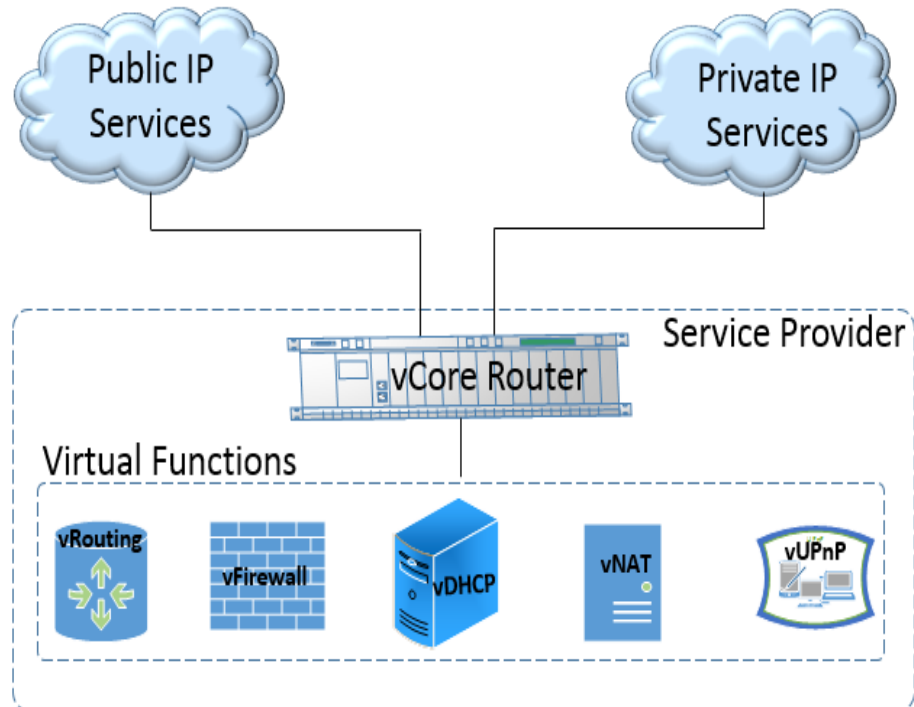 Public IP
Services
Private IP
Services
Service Provider
vCore Router
Virtual Functions
vRouting
vFirewall
vDHCP
vNAT
vUPnP